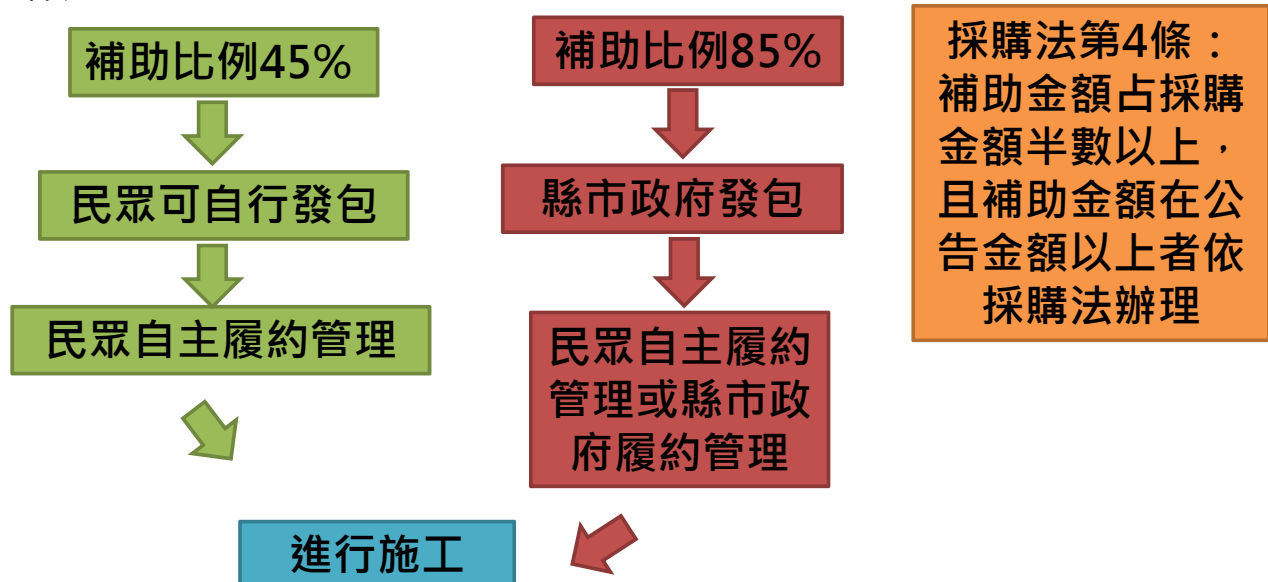 補助比例45%
民眾可自行發包
民眾自主履約管理
補助比例85%
縣市政府發包
民眾自主履約
管理或縣市政
府履約管理
進行施工
採購法第4條：
補助金額占採購
金額半數以上，
且補助金額在公
告金額以上者依
採購法辦理